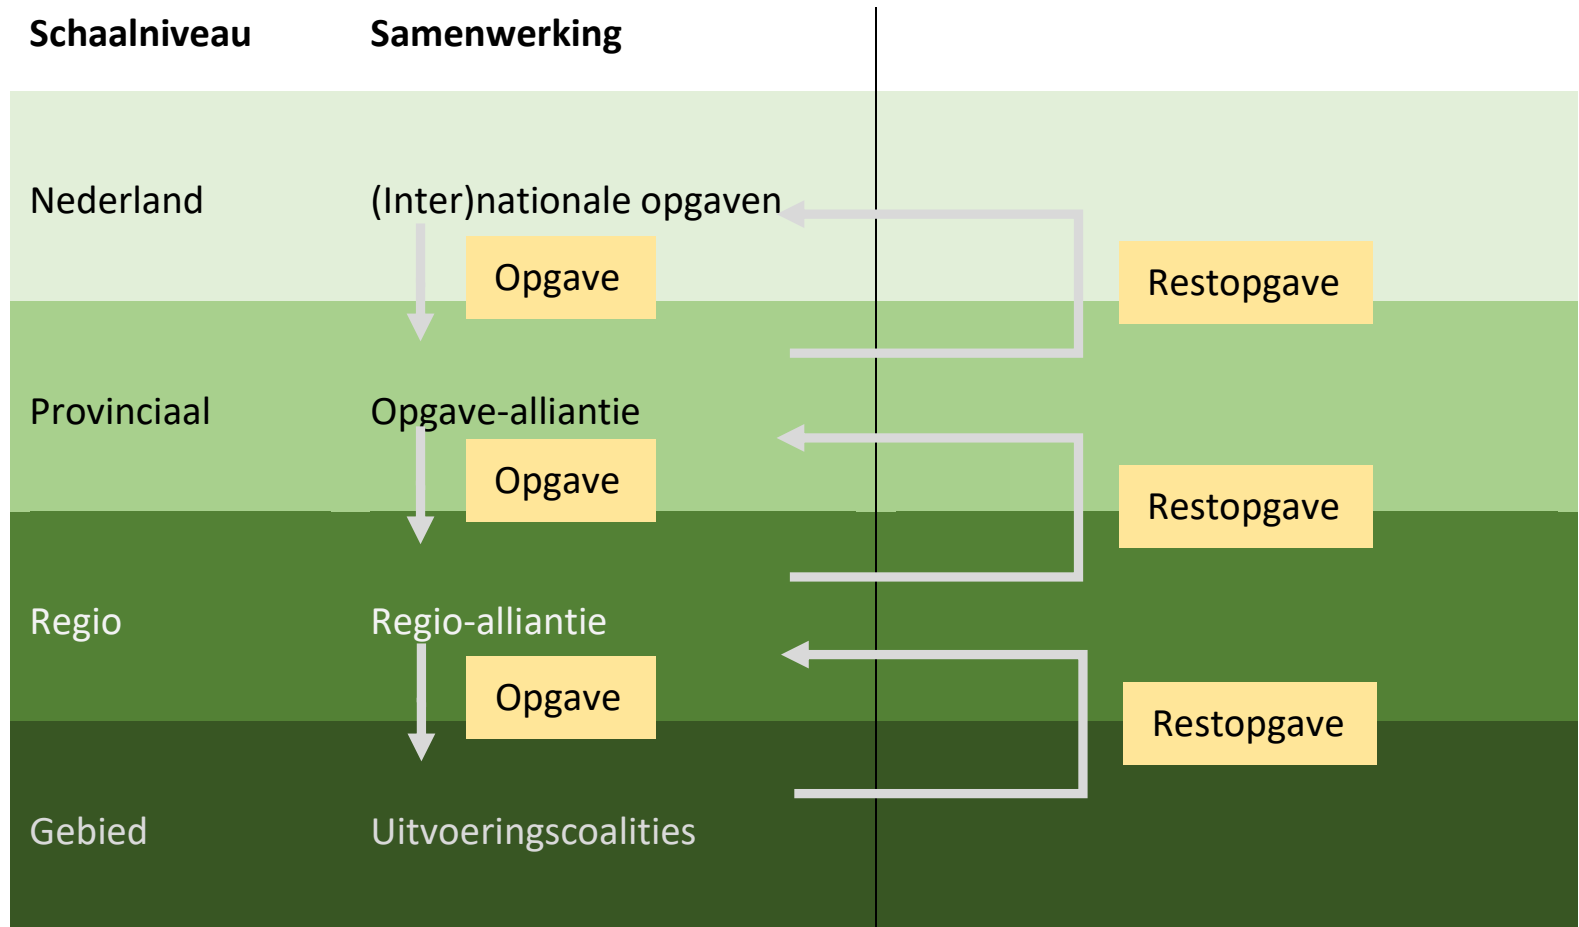 Schaalniveau Samenwerking
Nederland (Inter)nationale opgaven
Opgave
Restopgave
Provinciaal Opgave-alliantie
Opgave
Restopgave
Regio Regio-alliantie
Opgave
Restopgave
Gebied Uitvoeringscoalities